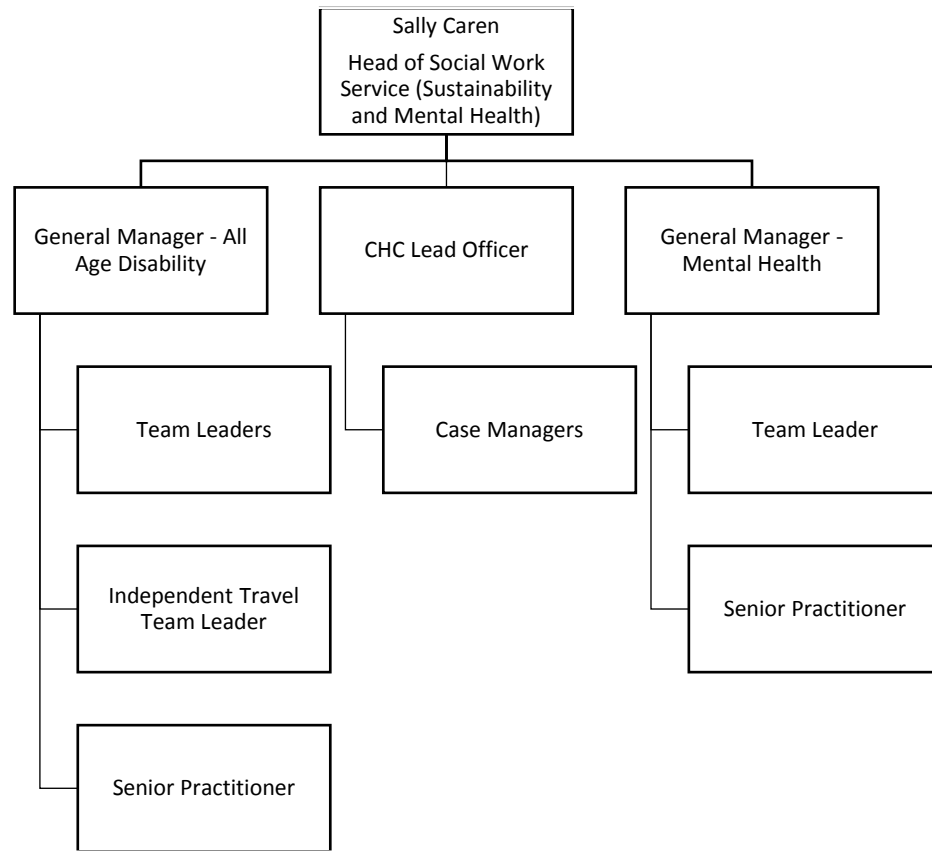 Sally Caren
Head of Social Work
Service (Sustainability
and Mental Health)
General Manager - All
Age Disability
CHC Lead Officer
General Manager -
Mental Health
Team Leaders
Case Managers
Team Leader
Independent Travel
Team Leader
Senior Practitioner
Senior Practitioner